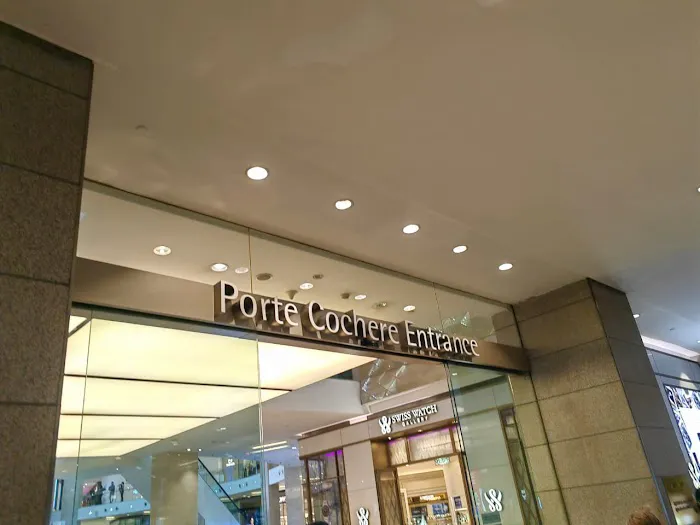 Porte Cochere Entrance
SWISS WATCH
GALLERY